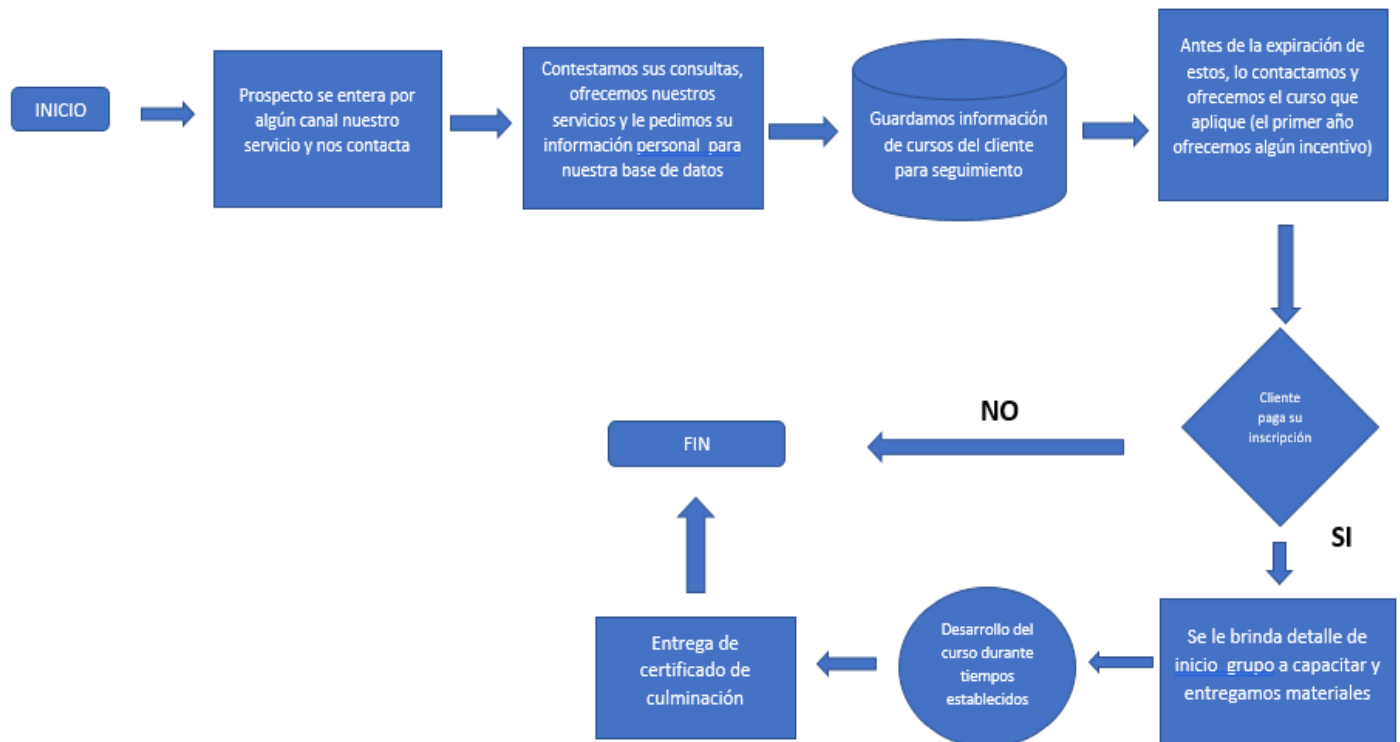 INICIO
Prospecto se entera por
algún canal nuestro
servicio y nos contacta
Contestamos sus consultas,
ofrecemos nuestros
servicios y le pedimos su
información personal para
nuestra base de datos
Guardamos información
de cursos del cliente
para seguimiento
Antes de la expiración de
estos, lo contactamos y
ofrecemos el curso que
aplique (el primer año
ofrecemos algún incentivo)
Cliente
paga su
inscripción
NO
FIN
SI
Se le brinda detalle de
inicio grupo a capacitar y
entregamos materiales
Desarrollo del
curso durante
tiempos
establecidos
Entrega de
certificado de
culminación